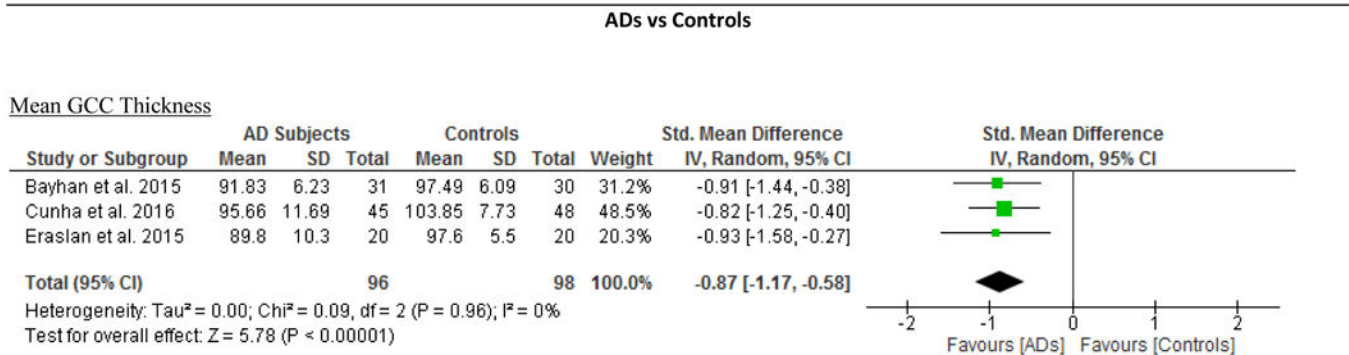 ADs vs Controls
Mean GCC Thickness
AD Subjects Controls Std. Mean Difference Std. Mean Difference
Study or Subgroup Mean SD Total Mean SD Total Weight IV, Random, 95% CI IV, Random, 95% CI
Bayhan et al. 2015 91.83 6.23 31 97.49 6.09 30 31.2% -0.91 [-1.44, -0.38]
Cunha et al. 2016 95.66 11.69 45 103.85 7.73 48 48.5% -0.82 [-1.25, -0.40]
Eraslan et al. 2015 89.8 10.3 20 97.6 5.5 20 20.3% -0.93 [-1.58, -0.27]
Total (95% CI) 96 98 100.0% -0.87 [-1.17, -0.58]
Heterogeneity: Tau² = 0.00; Chi² = 0.09, df = 2 (P = 0.96); I² = 0%
Test for overall effect: Z = 5.78 (P < 0.00001)
-2 -1 0 1 2
Favours [ADs] Favours [Controls]